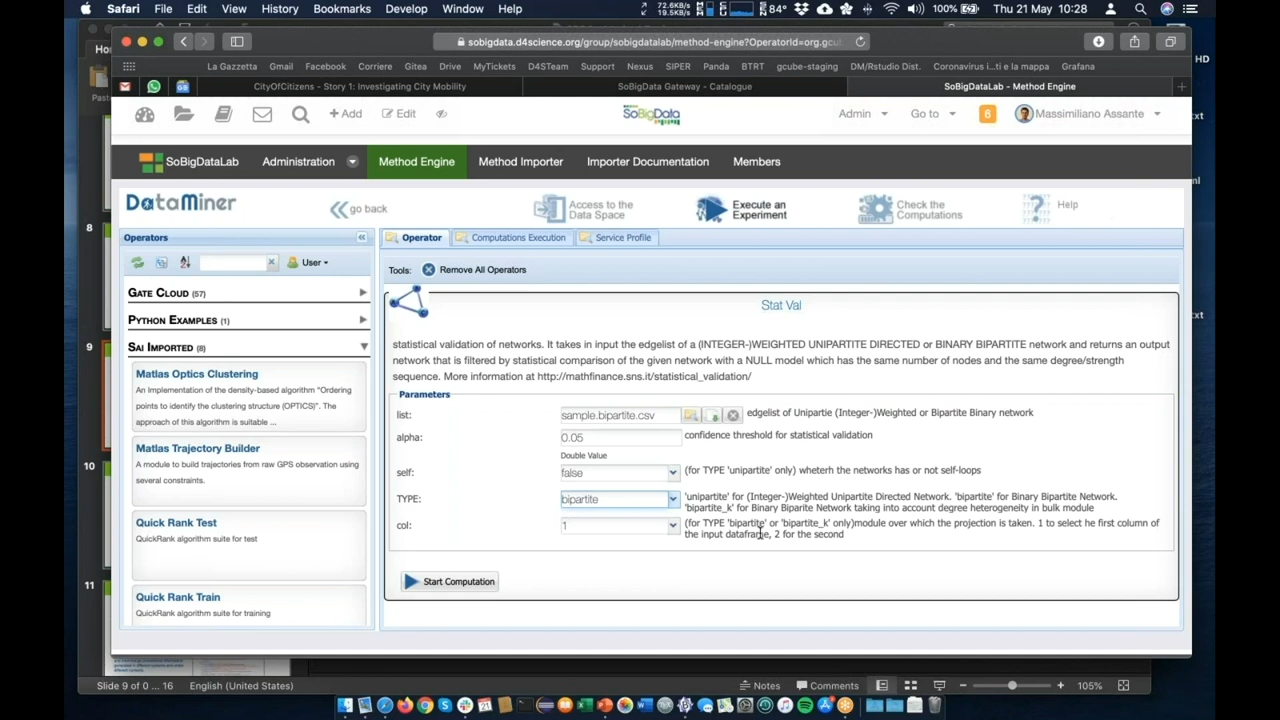 Safari File Edit View History Bookmarks Develop Window Help 72.6KB/s 19.5KB/s 84° 100% Thu 21 May 10:28
sobigdata.d4science.org/group/sobigdatalab/method-engine?OperatorId=org.gcu
La Gazzetta Gmail Facebook Corriere Gitea Drive MyTickets D4STeam Support Nexus SIPER Panda BTRT gcube-staging DM/Rstudio Dist. Coronavirus i...ti e la mappa Grafana
CityOfCitizens - Story 1: Investigating City Mobility SoBigData Gateway - Catalogue SoBigDataLab - Method Engine
+ Add Edit SoBigData Admin Go to 6 Massimiliano Assante
SoBigDataLab Administration Method Engine Method Importer Importer Documentation Members
DataMiner go back Access to the Data Space Execute an Experiment Check the Computations Help
Operators
User
GATE CLOUD (57)
PYTHON EXAMPLES (1)
SAI IMPORTED (8)
Matlas Optics Clustering
An Implementation of the density-based algorithm "Ordering
points to identify the clustering structure (OPTICS)". The
approach of this algorithm is suitable ...
Matlas Trajectory Builder
A module to build trajectories from raw GPS observation using
several constraints.
Quick Rank Test
QuickRank algorithm suite for test
Quick Rank Train
QuickRank algorithm suite for training
Operator Computations Execution Service Profile
Tools: Remove All Operators
Stat Val
statistical validation of networks. It takes in input the edgelist of a (INTEGER-)WEIGHTED UNIPARTITE DIRECTED or BINARY BIPARTITE network and returns an output
network that is filtered by statistical comparison of the given network with a NULL model which has the same number of nodes and the same degree/strength
sequence. More information at http://mathfinance.sns.it/statistical_validation/
Parameters
list: sample.bipartite.csv edgelist of Unipartie (Integer-)Weighted or Bipartite Binary network
alpha: 0.05 confidence threshold for statistical validation
Double Value
self: false (for TYPE 'unipartite' only) wheterh the networks has or not self-loops
TYPE: bipartite 'unipartite' for (Integer-)Weighted Unipartite Directed Network. 'bipartite' for Binary Bipartite Network.
'bipartite_k' for Binary Biparite Network taking into account degree heterogeneity in bulk module
col: 1 (for TYPE 'bipartite' or 'bipartite_k' only)module over which the projection is taken. 1 to select he first column of
the input dataframe, 2 for the second
Start Computation
8
9
10
11
Slide 9 of 0 ... 16 English (United States) Notes Comments 105%
HD